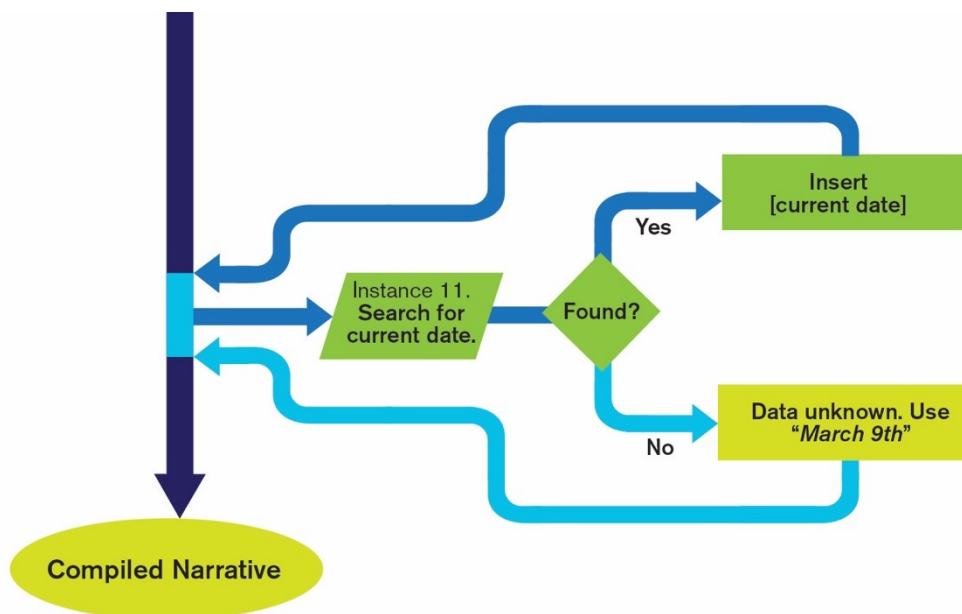 Insert
[current date]
Yes
Instance 11.
Search for
current date.
Found?
Data unknown. Use
“March 9th”
No
Compiled Narrative